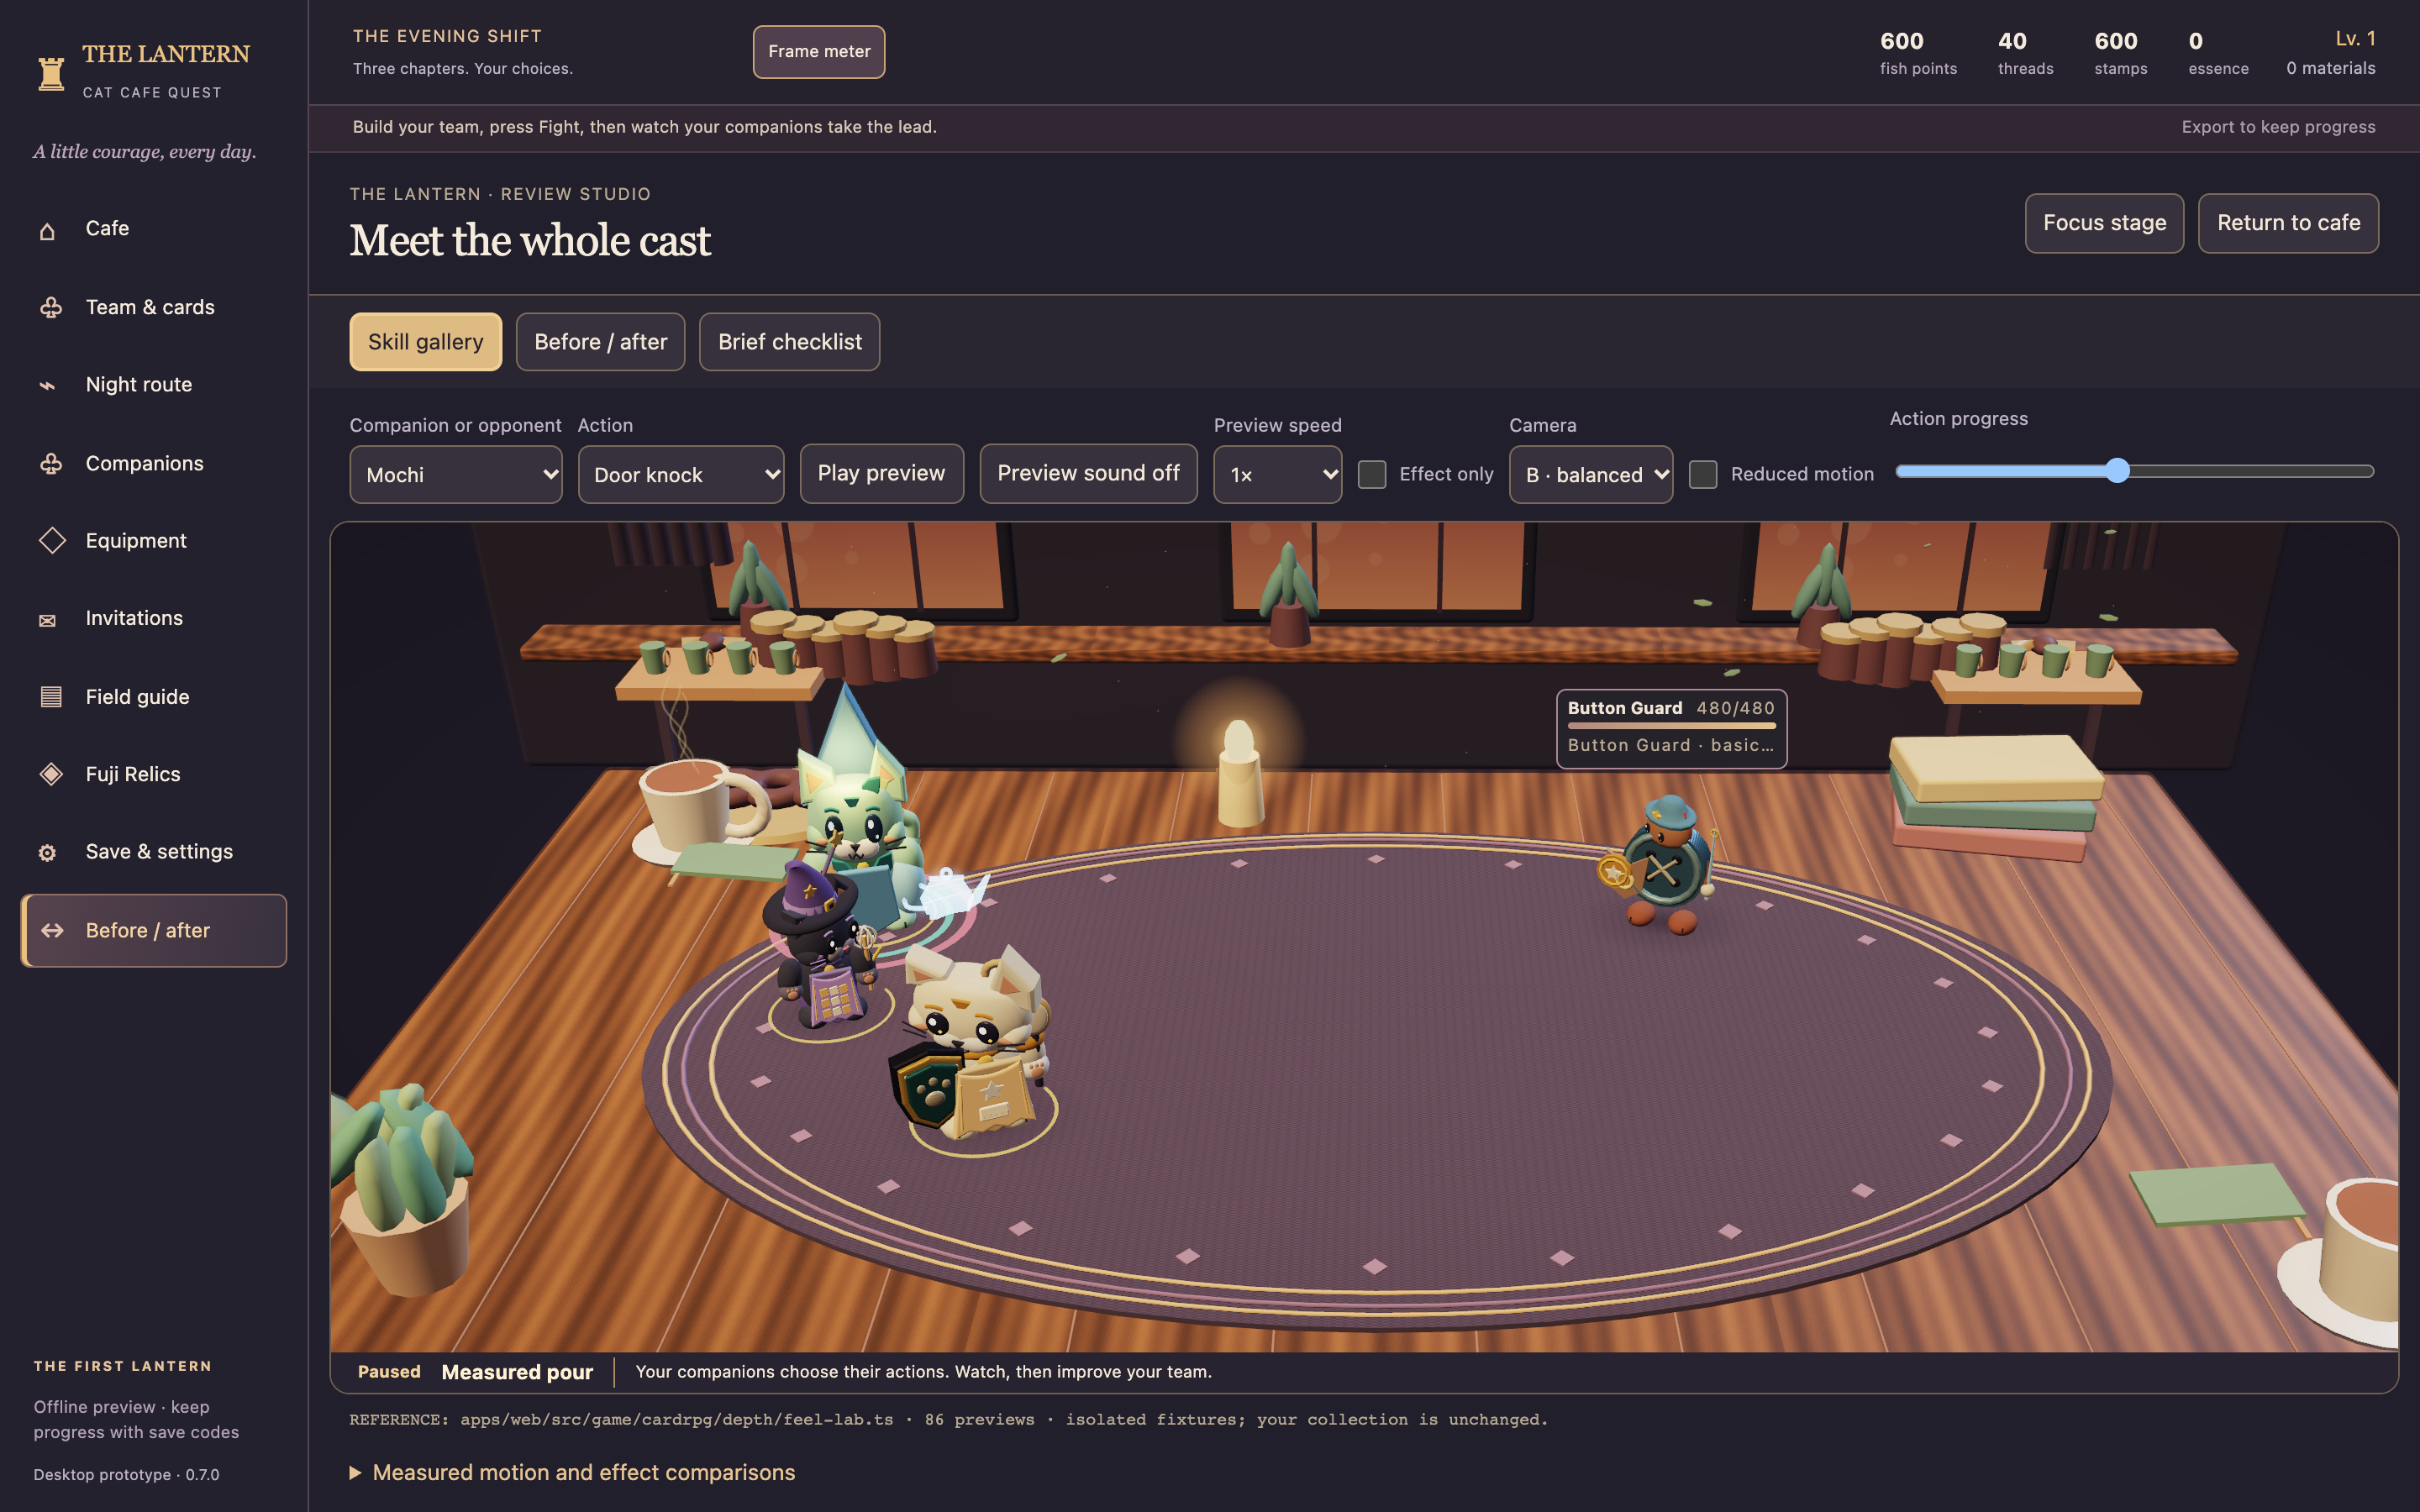 THE LANTERN
CAT CAFE QUEST
A little courage, every day.
Cafe
Team & cards
Night route
Companions
Equipment
Invitations
Field guide
Fuji Relics
Save & settings
Before / after
THE FIRST LANTERN
Offline preview · keep
progress with save codes
Desktop prototype · 0.7.0
THE EVENING SHIFT
Three chapters. Your choices.
Frame meter
600 fish points
40 threads
600 stamps
0 essence
Lv. 1
0 materials
Build your team, press Fight, then watch your companions take the lead.
Export to keep progress
THE LANTERN · REVIEW STUDIO
Meet the whole cast
Focus stage
Return to cafe
Skill gallery
Before / after
Brief checklist
Companion or opponent
Mochi
Action
Door knock
Play preview
Preview sound off
Preview speed
1×
Effect only
Camera
B · balanced
Reduced motion
Action progress
Button Guard 480/480
Button Guard · basic…
Paused Measured pour Your companions choose their actions. Watch, then improve your team.
REFERENCE: apps/web/src/game/cardrpg/depth/feel-lab.ts · 86 previews · isolated fixtures; your collection is unchanged.
Measured motion and effect comparisons